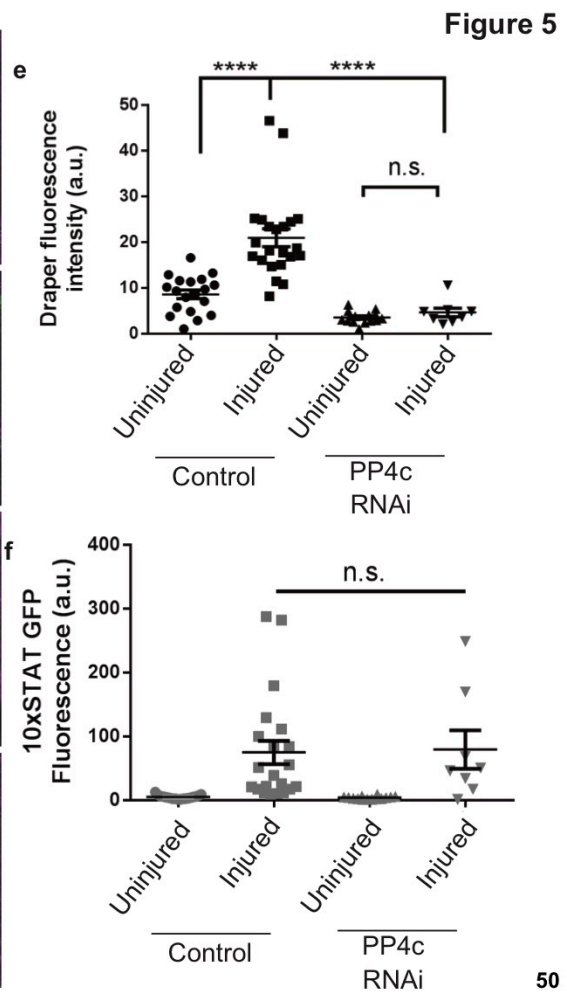 Figure 5
e
**** ****
n.s.
Draper fluorescence
intensity (a.u.)
50
40
30
20
10
0
Uninjured Injured Uninjured Injured
Control PP4c
RNAi
f
n.s.
10xSTAT GFP
Fluorescence (a.u.)
400
300
200
100
0
Uninjured Injured Uninjured Injured
Control PP4c
RNAi
50